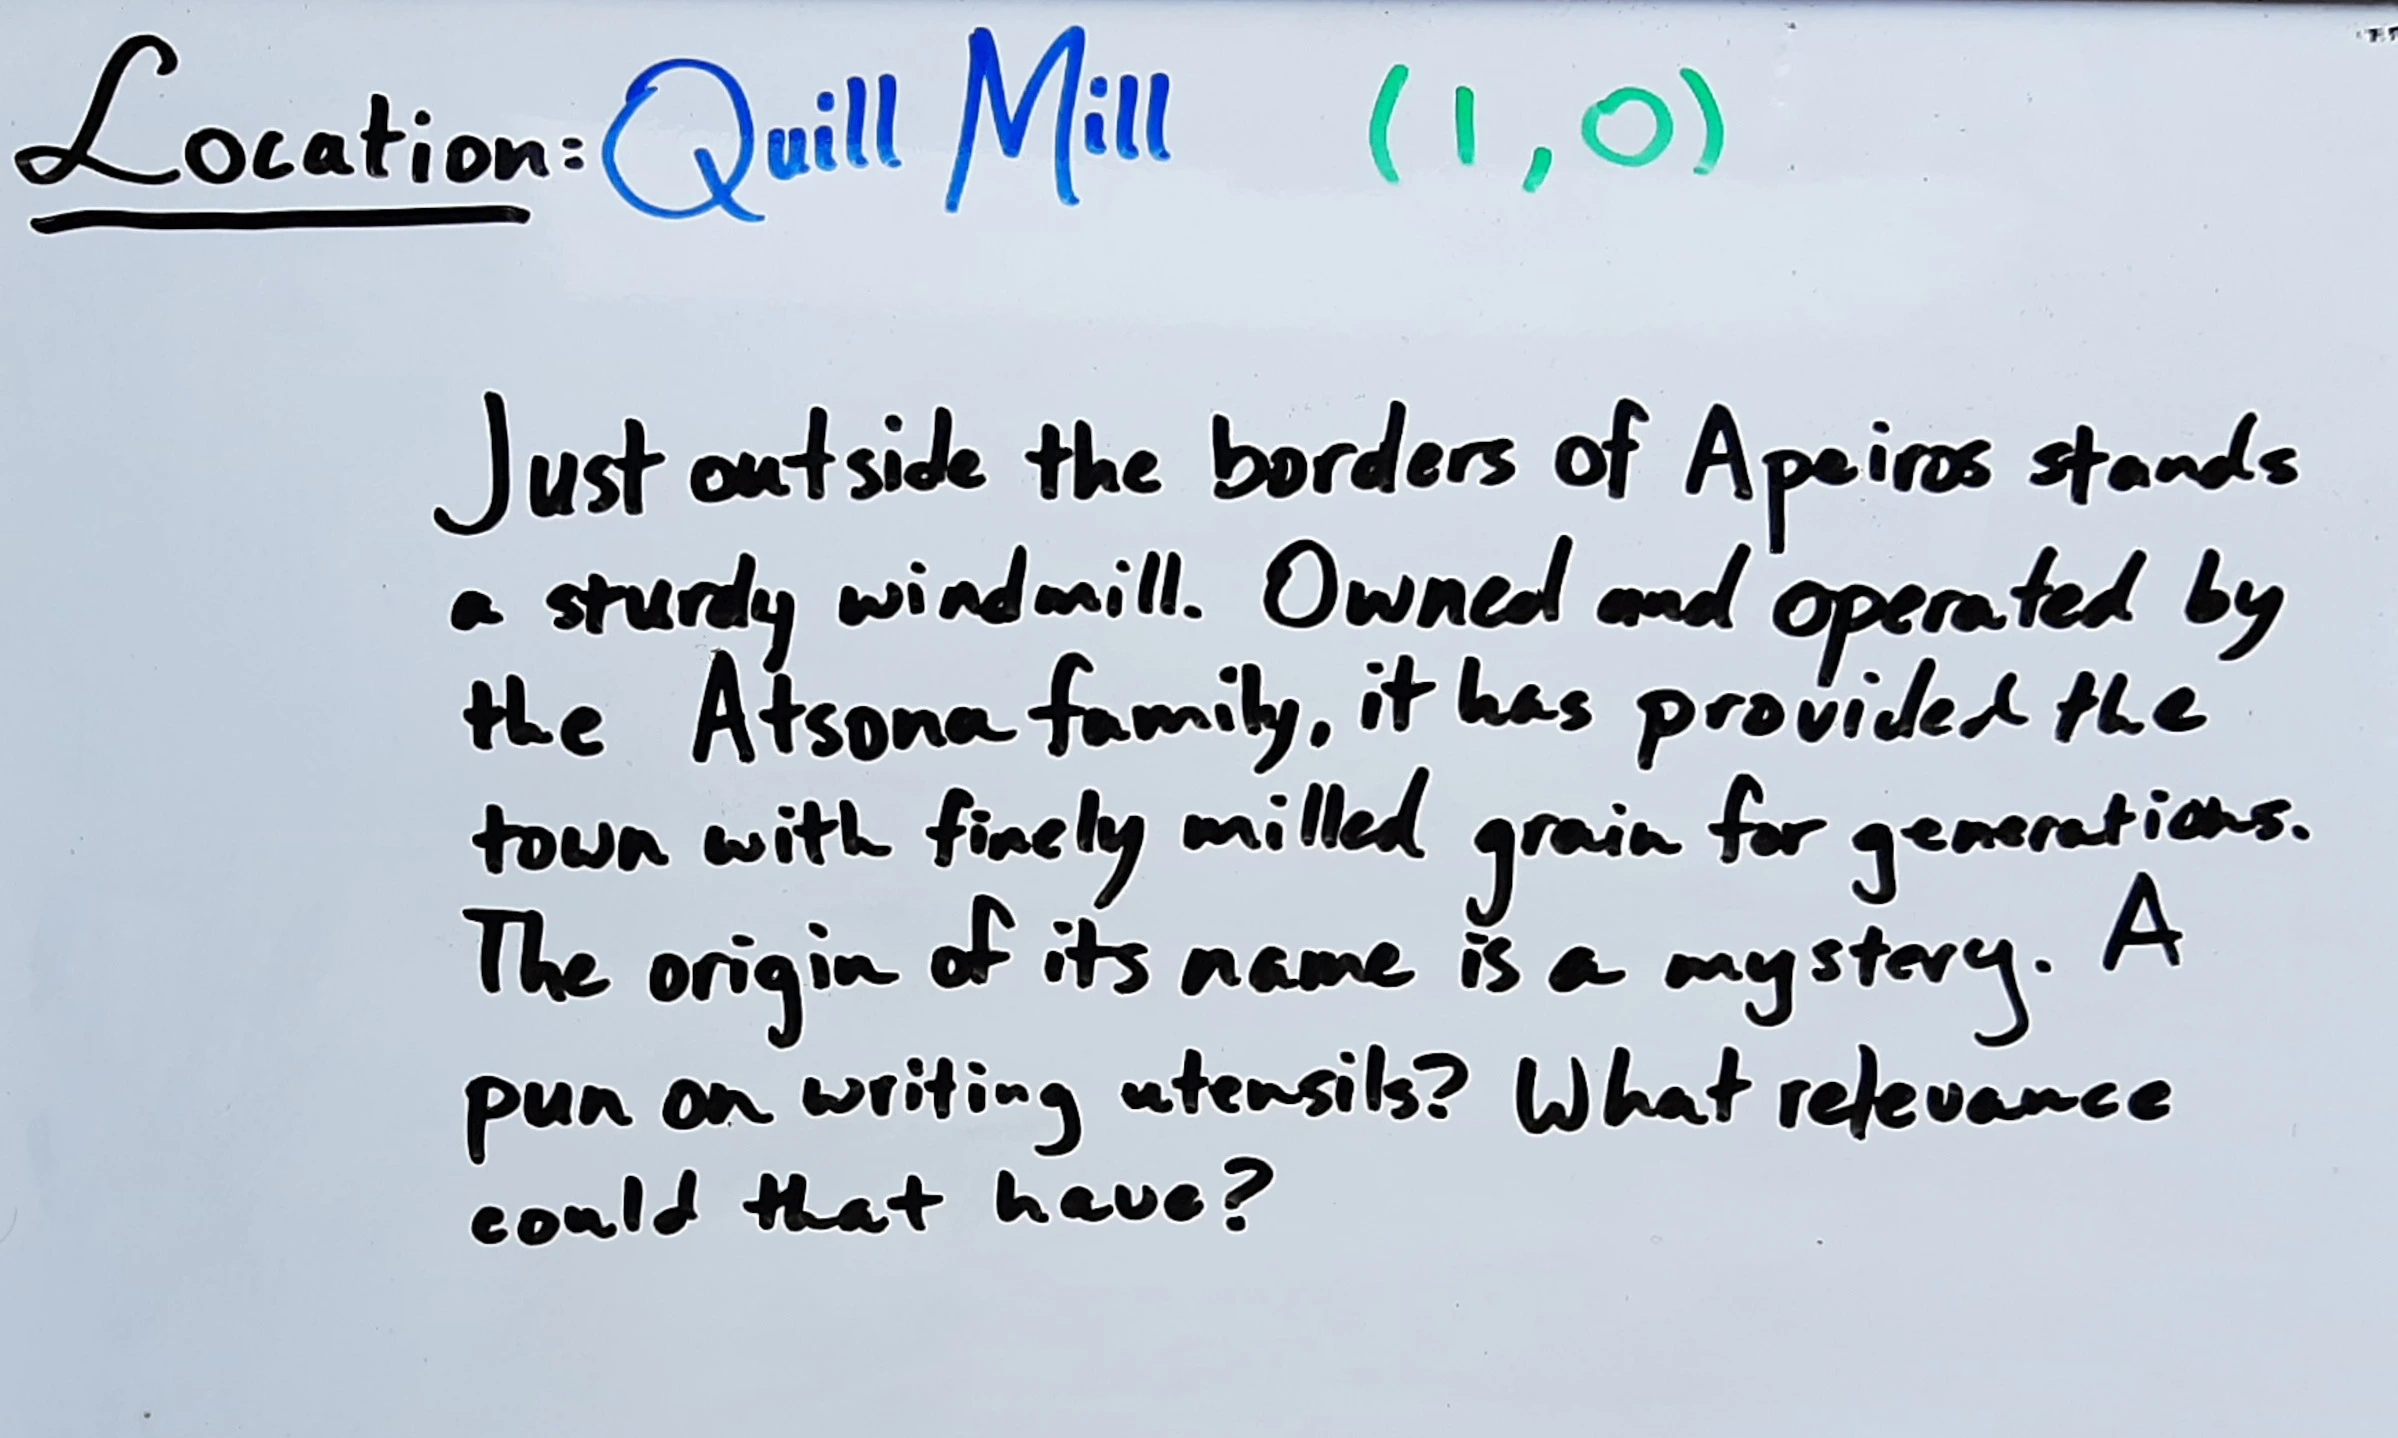 Location: Quill Mill (1,0)
Just outside the borders of Apeiros stands
a sturdy windmill. Owned and operated by
the Atsona family, it has provided the
town with finely milled grain for generations.
The origin of its name is a mystery. A
pun on writing utensils? What relevance
could that have?